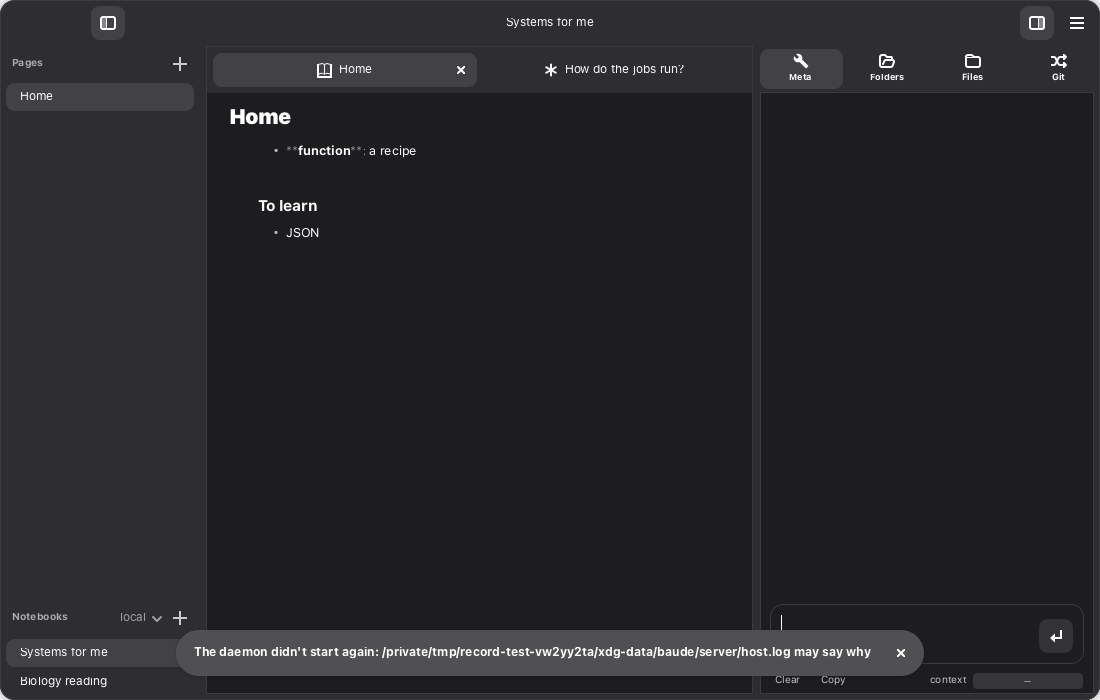 Systems for me
Pages
Home
Home
How do the jobs run?
Meta
Folders
Files
Git
Home
• **function**: a recipe
To learn
• JSON
Notebooks
local
Systems for me
Biology reading
The daemon didn't start again: /private/tmp/record-test-vw2yy2ta/xdg-data/baude/server/host.log may say why
Clear
Copy
context
–